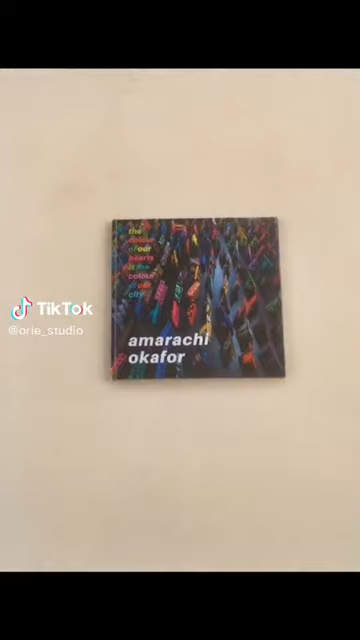 the
colour
of our
hearts
is the
colour
of our
city
amarachi
okafor
TikTok
@orie_studio